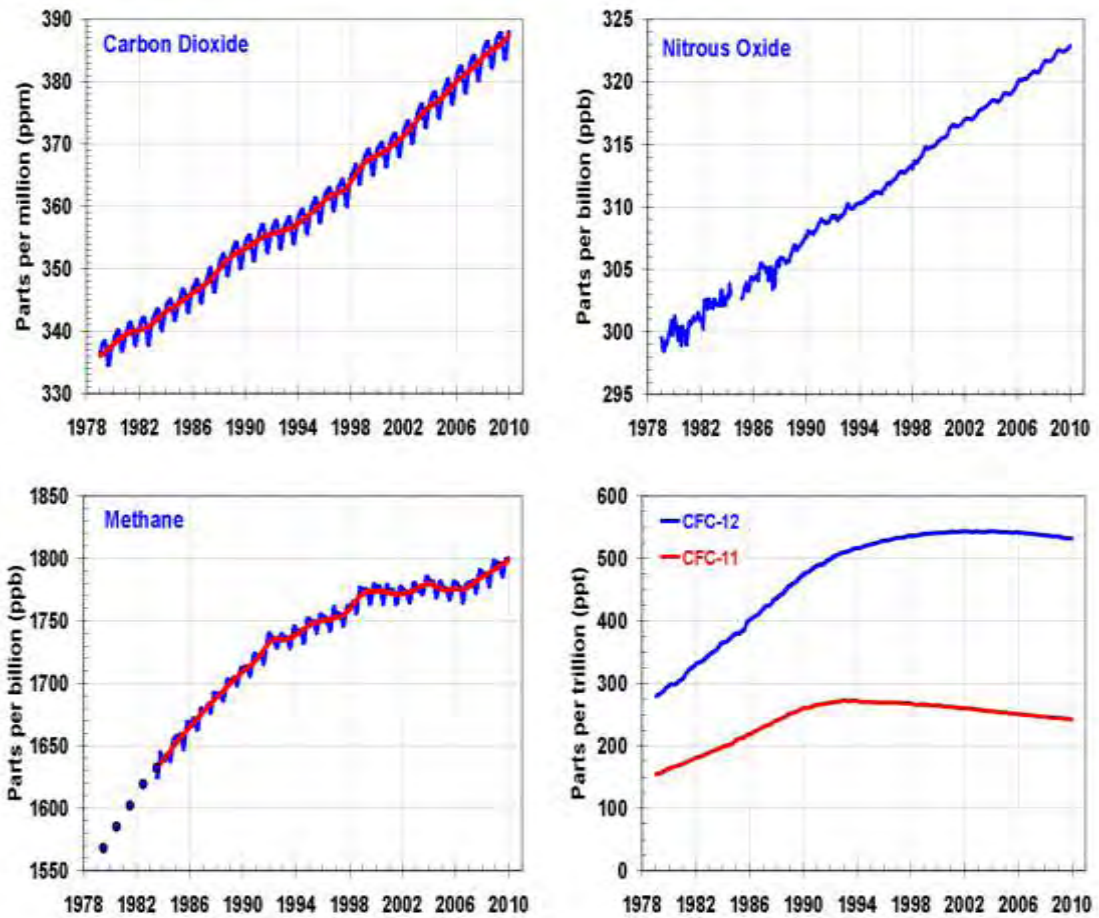 Carbon Dioxide
Parts per million (ppm)
390
380
370
360
350
340
330
1978 1982 1986 1990 1994 1998 2002 2006 2010
Nitrous Oxide
Parts per billion (ppb)
325
320
315
310
305
300
295
1978 1982 1986 1990 1994 1998 2002 2006 2010
Methane
Parts per billion (ppb)
1850
1800
1750
1700
1650
1600
1550
1978 1982 1986 1990 1994 1998 2002 2006 2010
CFC-12
CFC-11
Parts per trillion (ppt)
600
500
400
300
200
100
0
1978 1982 1986 1990 1994 1998 2002 2006 2010